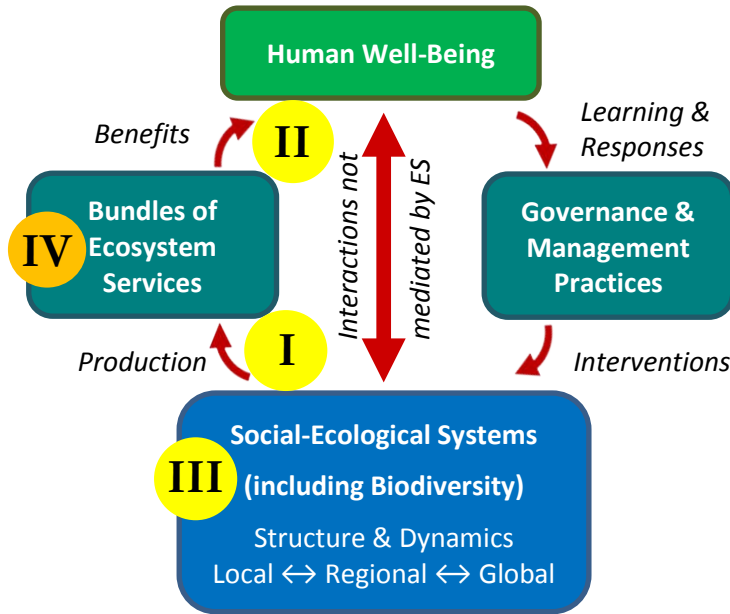 Human Well-Being
Benefits
II
Learning &
Responses
Bundles of
Ecosystem
Services
IV
Interactions not
mediated by ES
Governance &
Management
Practices
Production
I
Interventions
Social-Ecological Systems
III
(including Biodiversity)
Structure & Dynamics
Local ↔ Regional ↔ Global